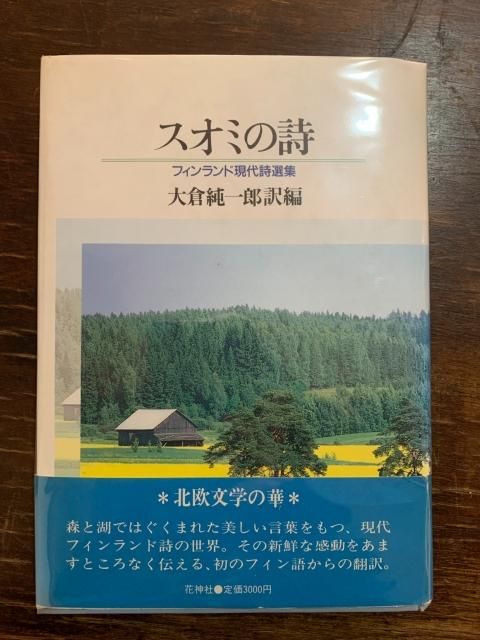 スオミの詩
フィンランド現代詩選集
大倉純一郎訳編
*北欧文学の華*
森と湖ではぐくまれた美しい言葉をもつ、現代
フィンランド詩の世界。その新鮮な感動をあま
すところなく伝える、初のフィン語からの翻訳。
花神社●定価3000円